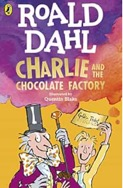 ROALD
DAHL
CHARLIE AND THE
CHOCOLATE FACTORY
Illustrated by
Quentin Blake